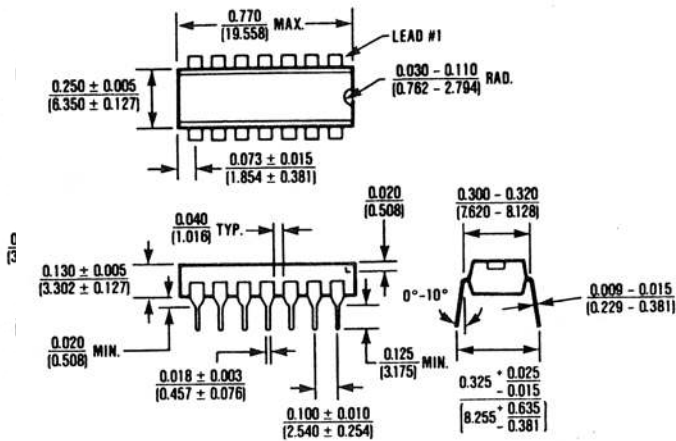 0.770
(19.558) MAX.
LEAD #1
0.250 ± 0.005
(6.350 ± 0.127)
0.030 - 0.110
(0.762 - 2.794) RAD.
0.073 ± 0.015
(1.854 ± 0.381)
0.020
(0.508)
0.300 - 0.320
(7.620 - 8.128)
0.040
(1.016) TYP.
0.130 ± 0.005
(3.302 ± 0.127)
0°-10°
0.009 - 0.015
(0.229 - 0.381)
0.020
(0.508) MIN.
0.125
(3.175) MIN.
0.018 ± 0.003
(0.457 ± 0.076)
0.100 ± 0.010
(2.540 ± 0.254)
0.325 + 0.025
- 0.015
(8.255 + 0.635
- 0.381)